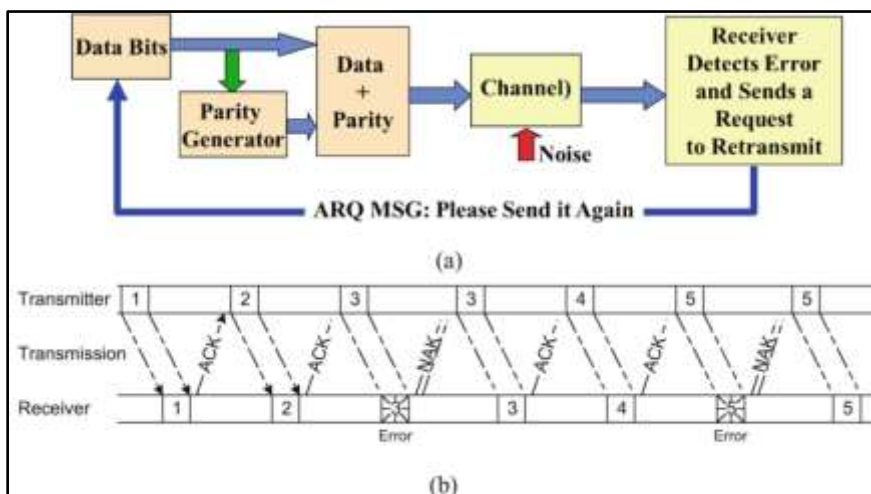 Data Bits
Parity
Generator
Data
+
Parity
Channel)
Noise
Receiver
Detects Error
and Sends a
Request
to Retransmit
ARQ MSG: Please Send it Again
(a)
Transmitter 1 2 3 3 4 5 5
Transmission ACK ACK NAK ACK ACK NAK
Receiver 1 2 3 4 5
Error Error
(b)